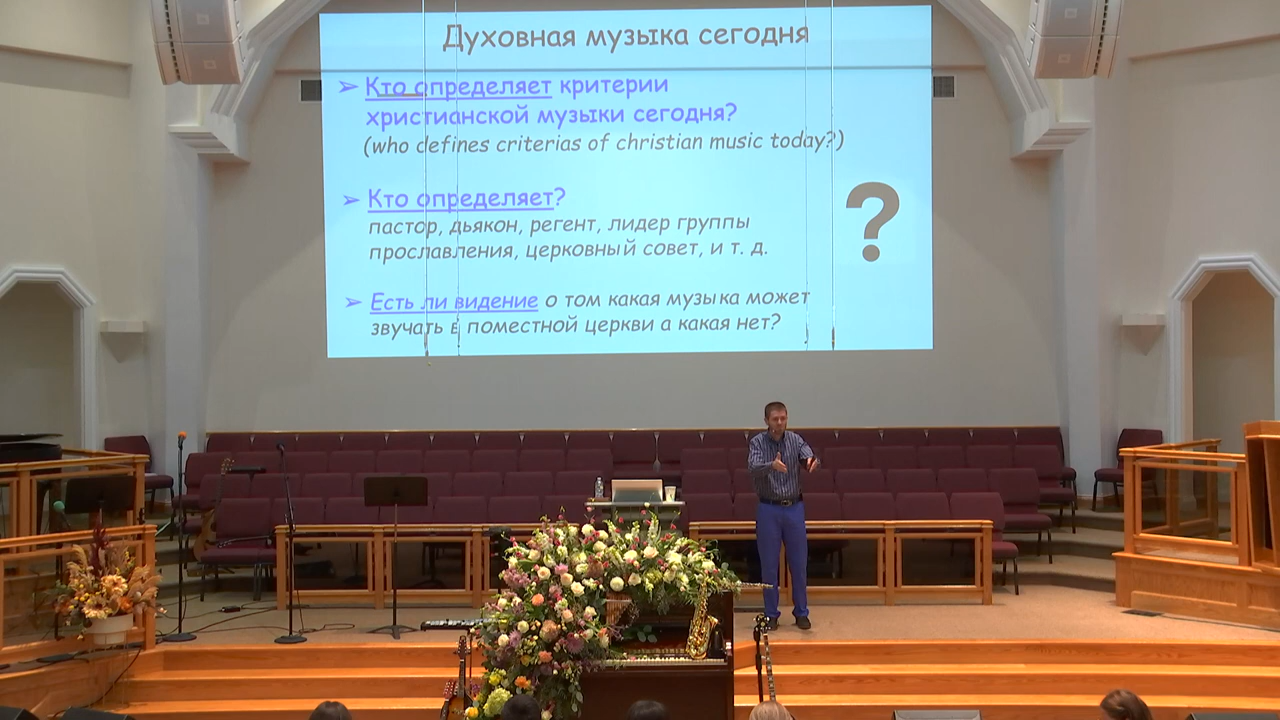 Духовная музыка сегодня
➢ Кто определяет критерии
христианской музыки сегодня?
(who defines criterias of christian music today?)
➢ Кто определяет?
пастор, дьякон, регент, лидер группы
прославления, церковный совет, и т. д.
?
➢ Есть ли видение о том какая музыка может
звучать в поместной церкви а какая нет?